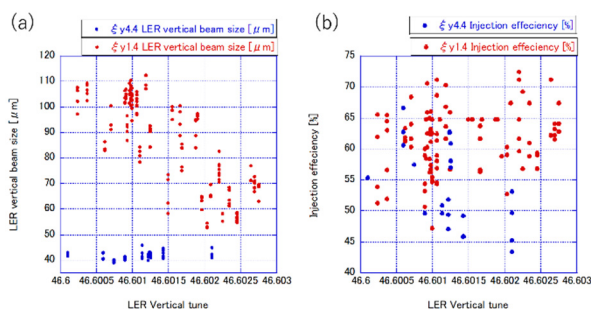 (a)
ξ y4.4 LER vertical beam size [μm]
ξ y1.4 LER vertical beam size [μm]
LER vertical beam size [μm]
120
110
100
90
80
70
60
50
40
46.6 46.6005 46.601 46.6015 46.602 46.6025 46.603
LER Vertical tune
(b)
ξ y4.4 Injection effeciency [%]
ξ y1.4 Injection effeciency [%]
Injection effeciency [%]
75
70
65
60
55
50
45
40
46.6 46.6005 46.601 46.6015 46.602 46.6025 46.603
LER Vertical tune